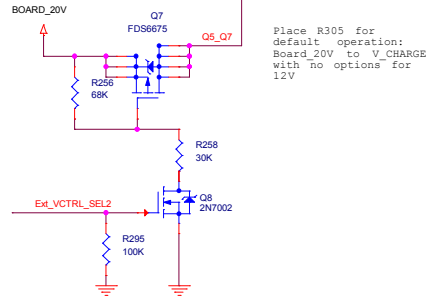 BOARD_20V
Q7
FDS6675
Q5_Q7
Place R305 for
default operation:
Board_20V to V_CHARGE
with no options for
12V
R256
68K
R258
30K
Ext_VCTRL_SEL2
Q8
2N7002
R295
100K